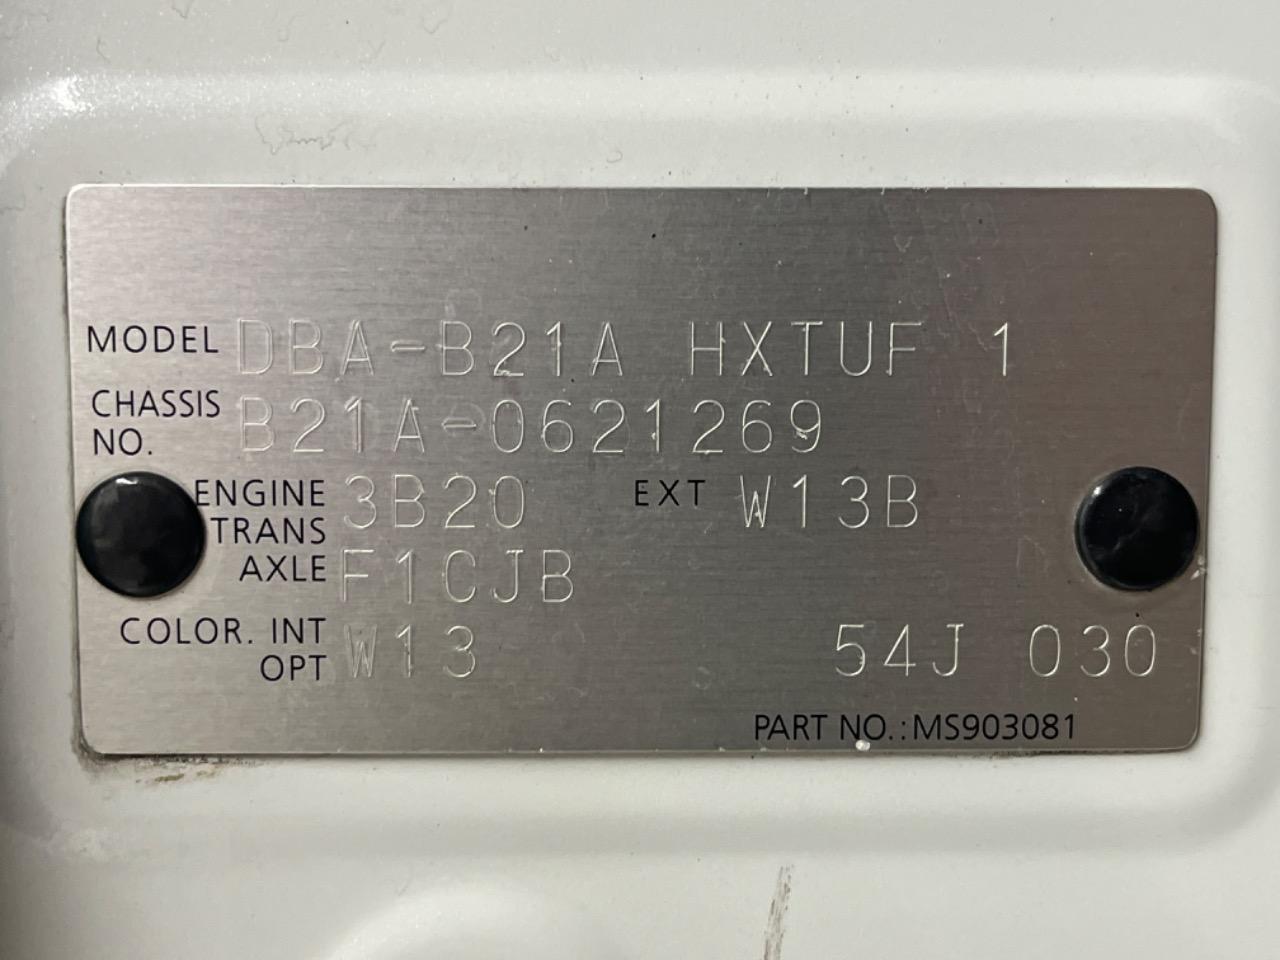 MODEL DBA-B21A HXTUF 1
CHASSIS NO. B21A-0621269
ENGINE 3B20 EXT W13B
TRANS AXLE F1CJB
COLOR. INT OPT W13 54J 030
PART NO.:MS903081